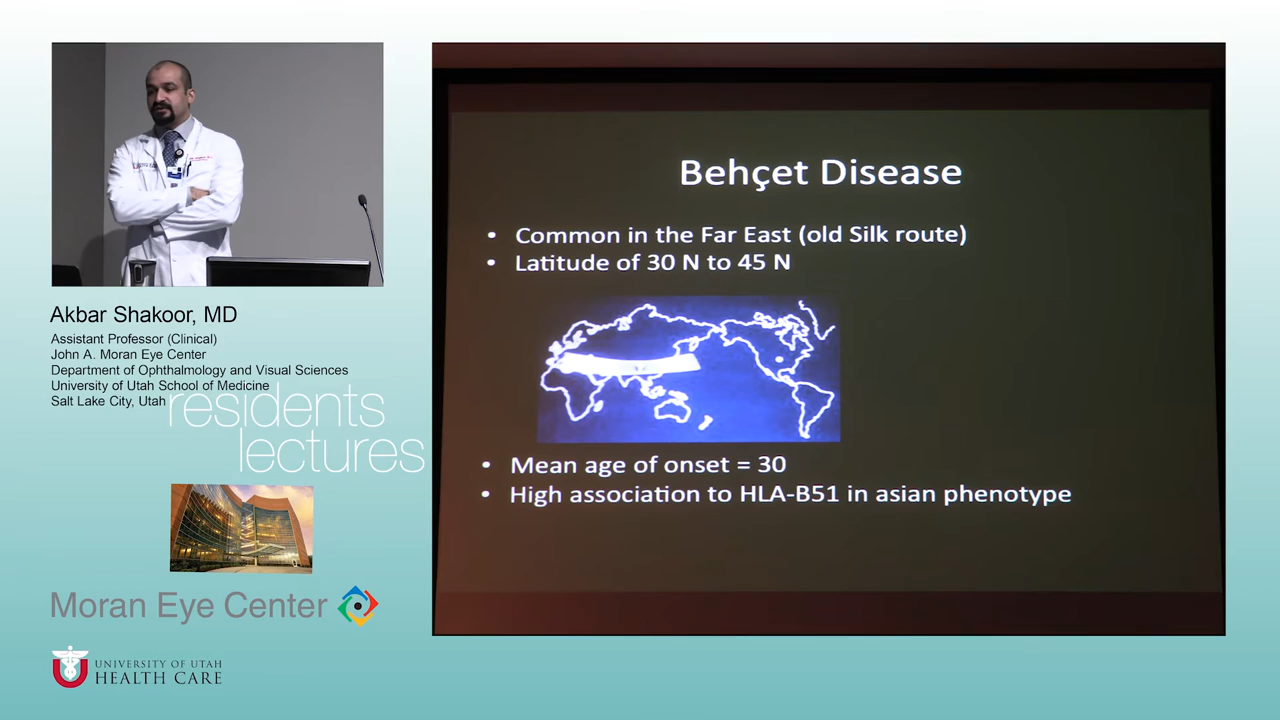 Behçet Disease
• Common in the Far East (old Silk route)
• Latitude of 30 N to 45 N
• Mean age of onset = 30
• High association to HLA-B51 in asian phenotype
Akbar Shakoor, MD
Assistant Professor (Clinical)
John A. Moran Eye Center
Department of Ophthalmology and Visual Sciences
University of Utah School of Medicine
Salt Lake City, Utah
residents
lectures
Moran Eye Center
UNIVERSITY OF UTAH
HEALTH CARE